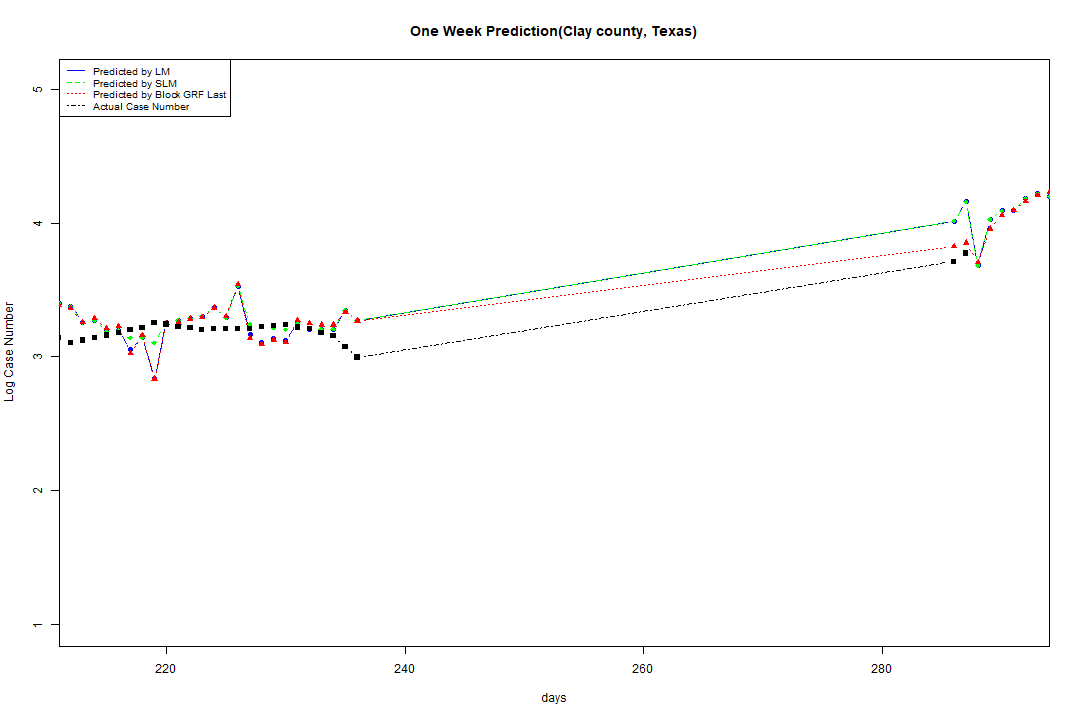 One Week Prediction(Clay county, Texas)
Predicted by LM
Predicted by SLM
Predicted by Block GRF Last
Actual Case Number
5
4
3
2
1
Log Case Number
220 240 260 280
days